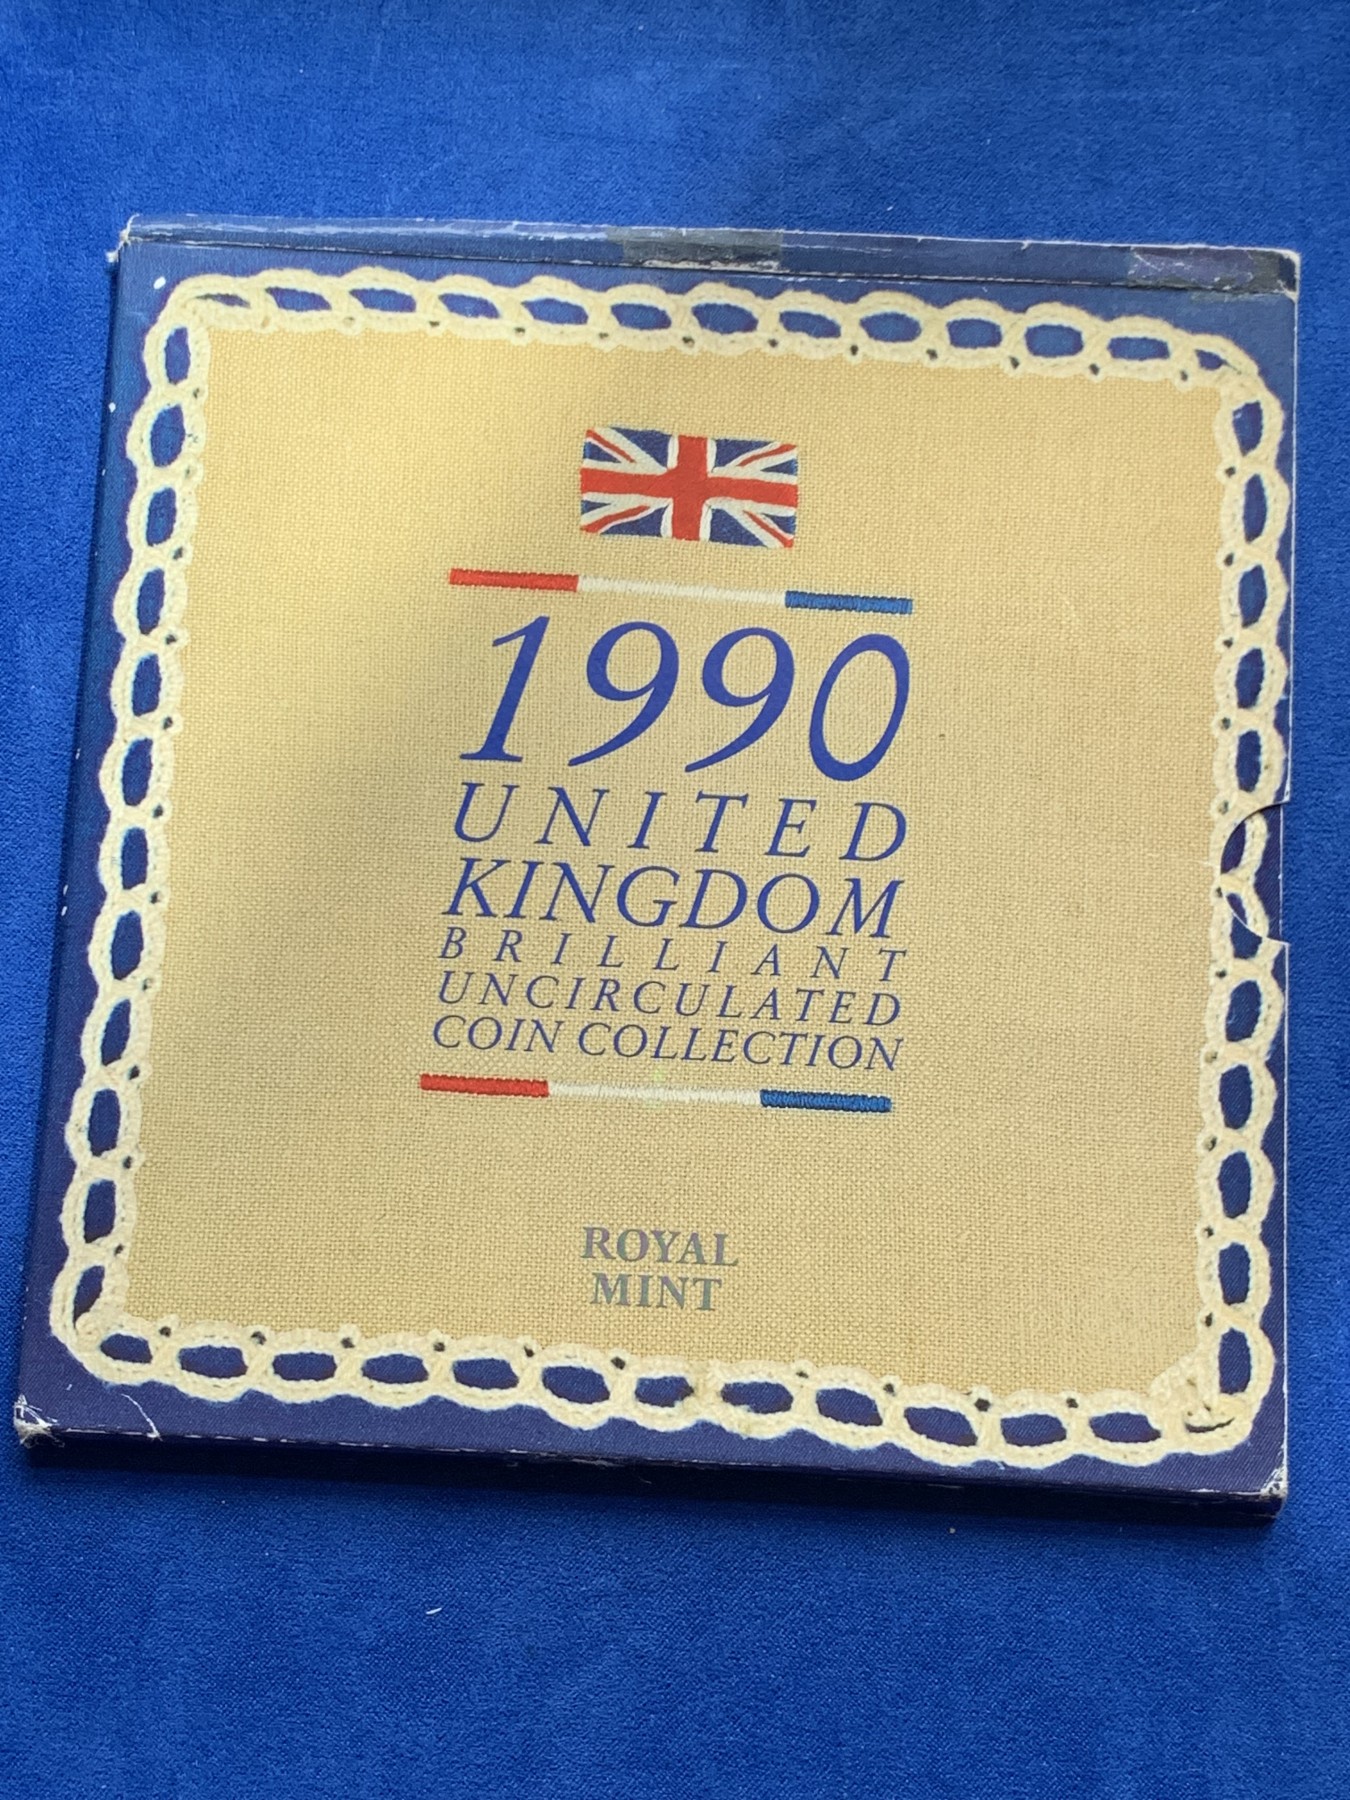 1990
UNITED
KINGDOM
BRILLIANT
UNCIRCULATED
COIN COLLECTION
ROYAL
MINT